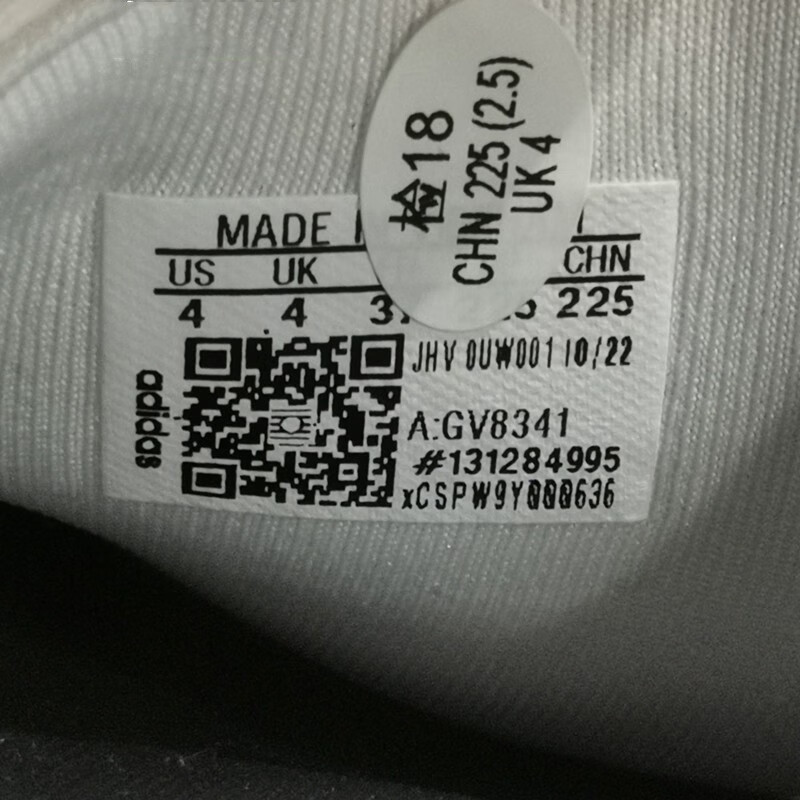 检18
CHN 225 (2.5)
UK 4
MADE
US UK CHN
4 4 225
JHV 0UW001 10/22
adidas
A:GV8341
#131284995
xCSPW9Y000636